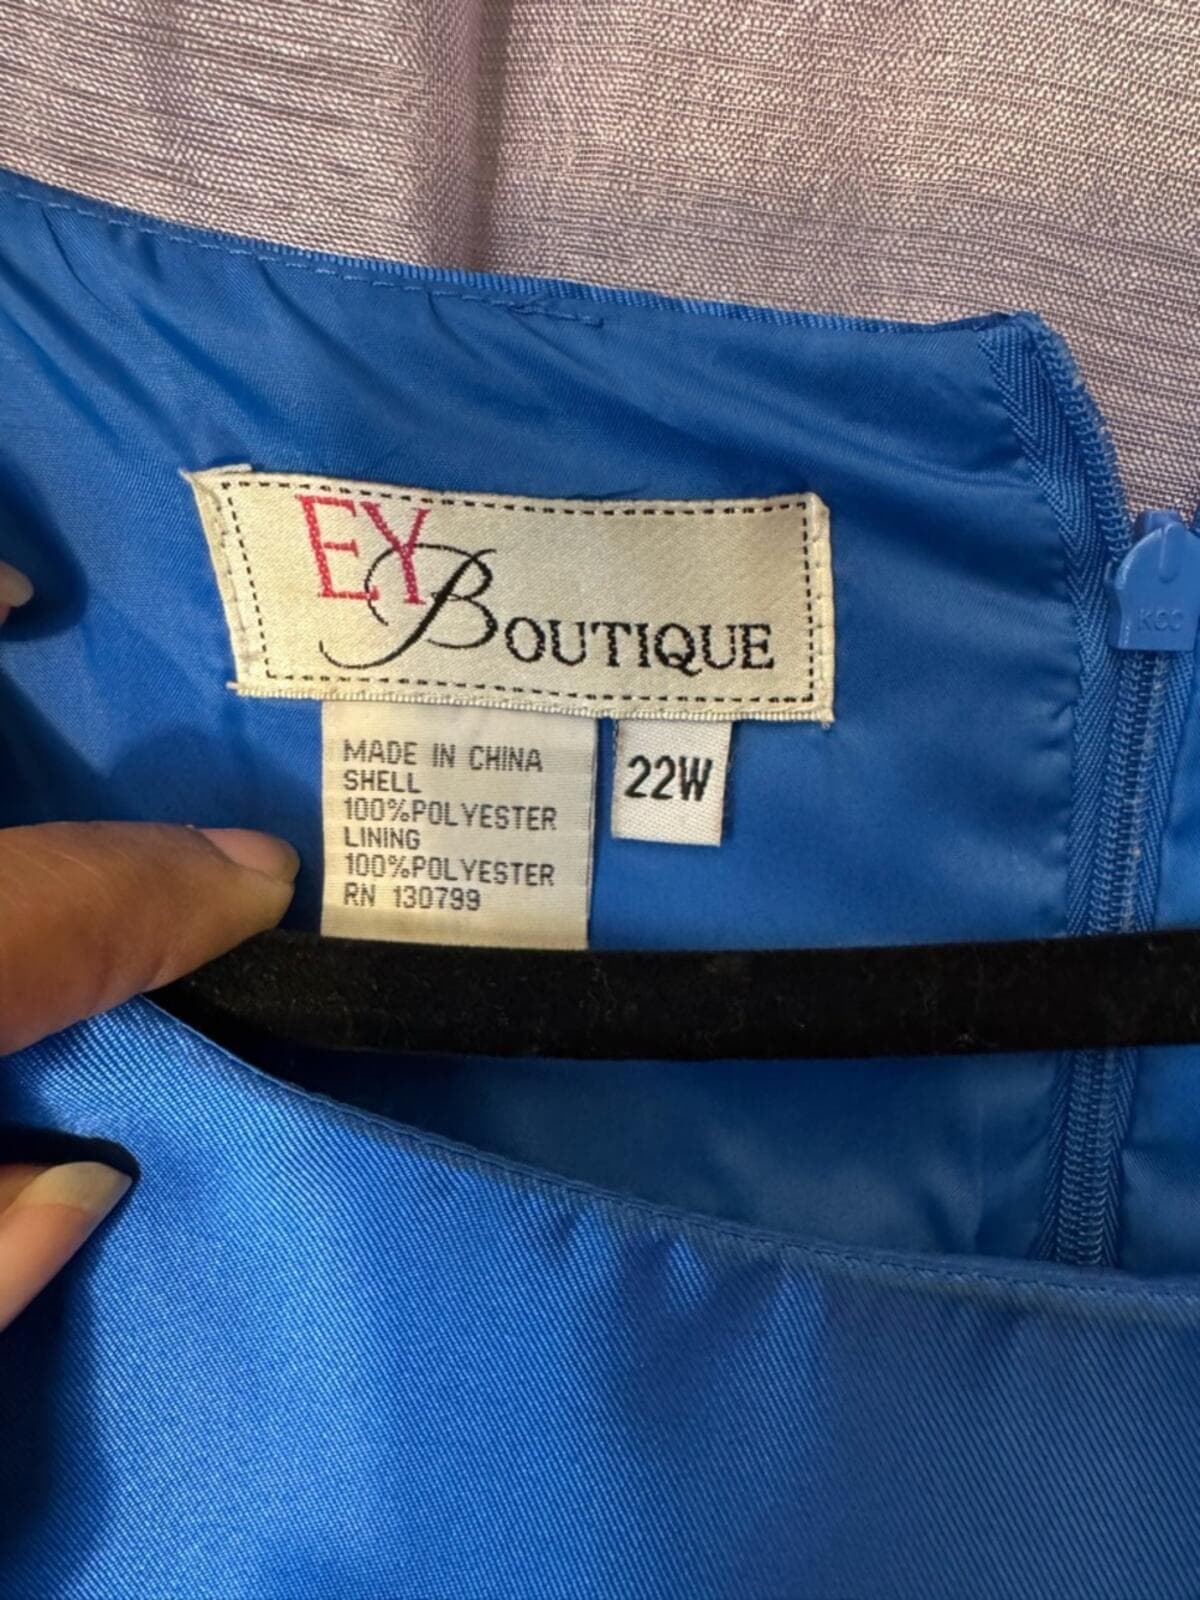 EY
BOUTIQUE
MADE IN CHINA
SHELL
100%POLYESTER
LINING
100%POLYESTER
RN 130799
22W
KCC